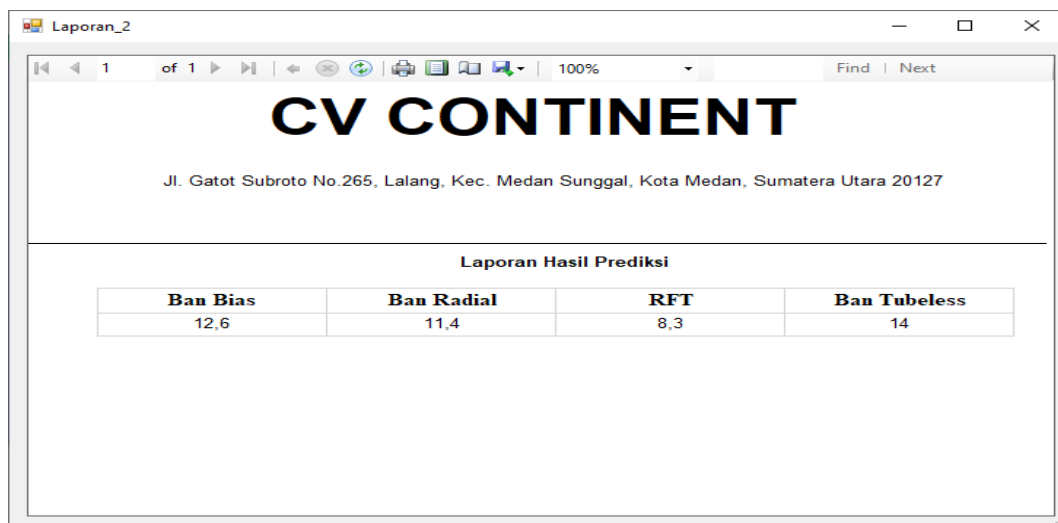 Laporan_2
1 of 1 100% Find | Next
CV CONTINENT
Jl. Gatot Subroto No.265, Lalang, Kec. Medan Sunggal, Kota Medan, Sumatera Utara 20127
Laporan Hasil Prediksi
Ban Bias Ban Radial RFT Ban Tubeless
12,6 11,4 8,3 14